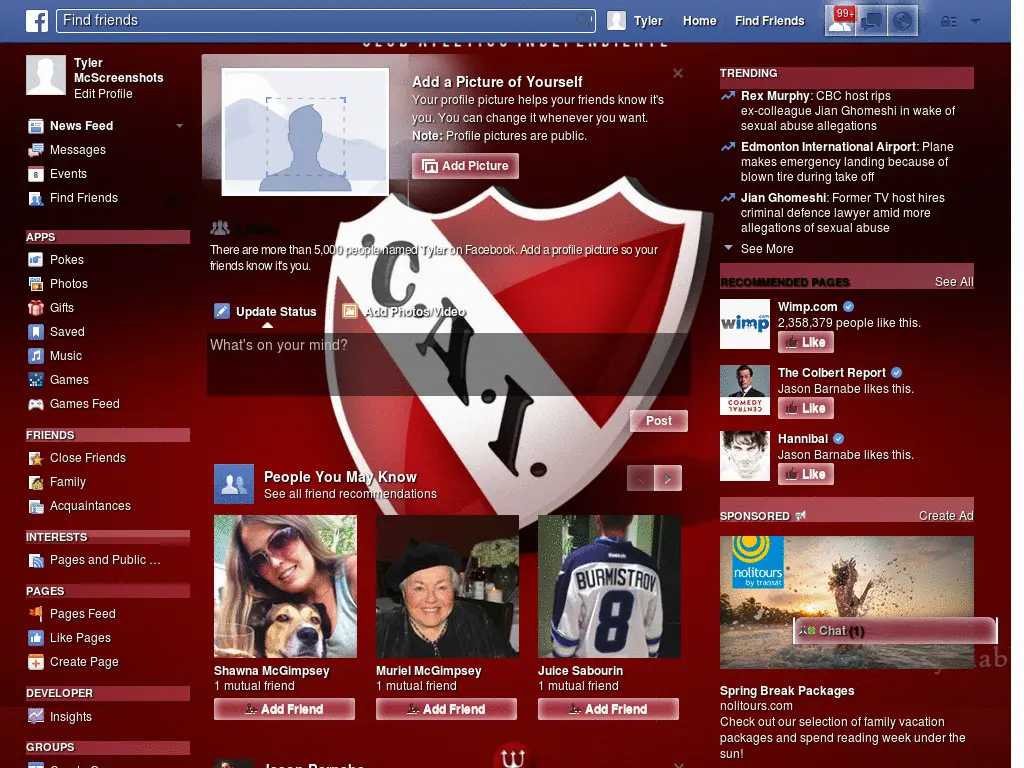 Find friends
Tyler
Home
Find Friends
99+
CLUB ATLETICO INDEPENDIENTE
Tyler
McScreenshots
Edit Profile
News Feed
Messages
Events
Find Friends
APPS
Pokes
Photos
Gifts
Saved
Music
Games
Games Feed
FRIENDS
Close Friends
Family
Acquaintances
INTERESTS
Pages and Public ...
PAGES
Pages Feed
Like Pages
Create Page
DEVELOPER
Insights
GROUPS
Add a Picture of Yourself
Your profile picture helps your friends know it's
you. You can change it whenever you want.
Note: Profile pictures are public.
Add Picture
There are more than 5,000 people named Tyler on Facebook. Add a profile picture so your
friends know it's you.
Update Status
Add Photos/Video
What's on your mind?
Post
C.A.I.
People You May Know
See all friend recommendations
BURMISTROV
8
Shawna McGimpsey
1 mutual friend
Add Friend
Muriel McGimpsey
1 mutual friend
Add Friend
Juice Sabourin
1 mutual friend
Add Friend
Jason Barnabe
TRENDING
Rex Murphy: CBC host rips
ex-colleague Jian Ghomeshi in wake of
sexual abuse allegations
Edmonton International Airport: Plane
makes emergency landing because of
blown tire during take off
Jian Ghomeshi: Former TV host hires
criminal defence lawyer amid more
allegations of sexual abuse
See More
RECOMMENDED PAGES
See All
wimp.com
Wimp.com
2,358,379 people like this.
Like
COMEDY
CENTRAL
The Colbert Report
Jason Barnabe likes this.
Like
Hannibal
Jason Barnabe likes this.
Like
SPONSORED
Create Ad
nolitours
by transat
Chat (1)
Spring Break Packages
nolitours.com
Check out our selection of family vacation
packages and spend reading week under the
sun!